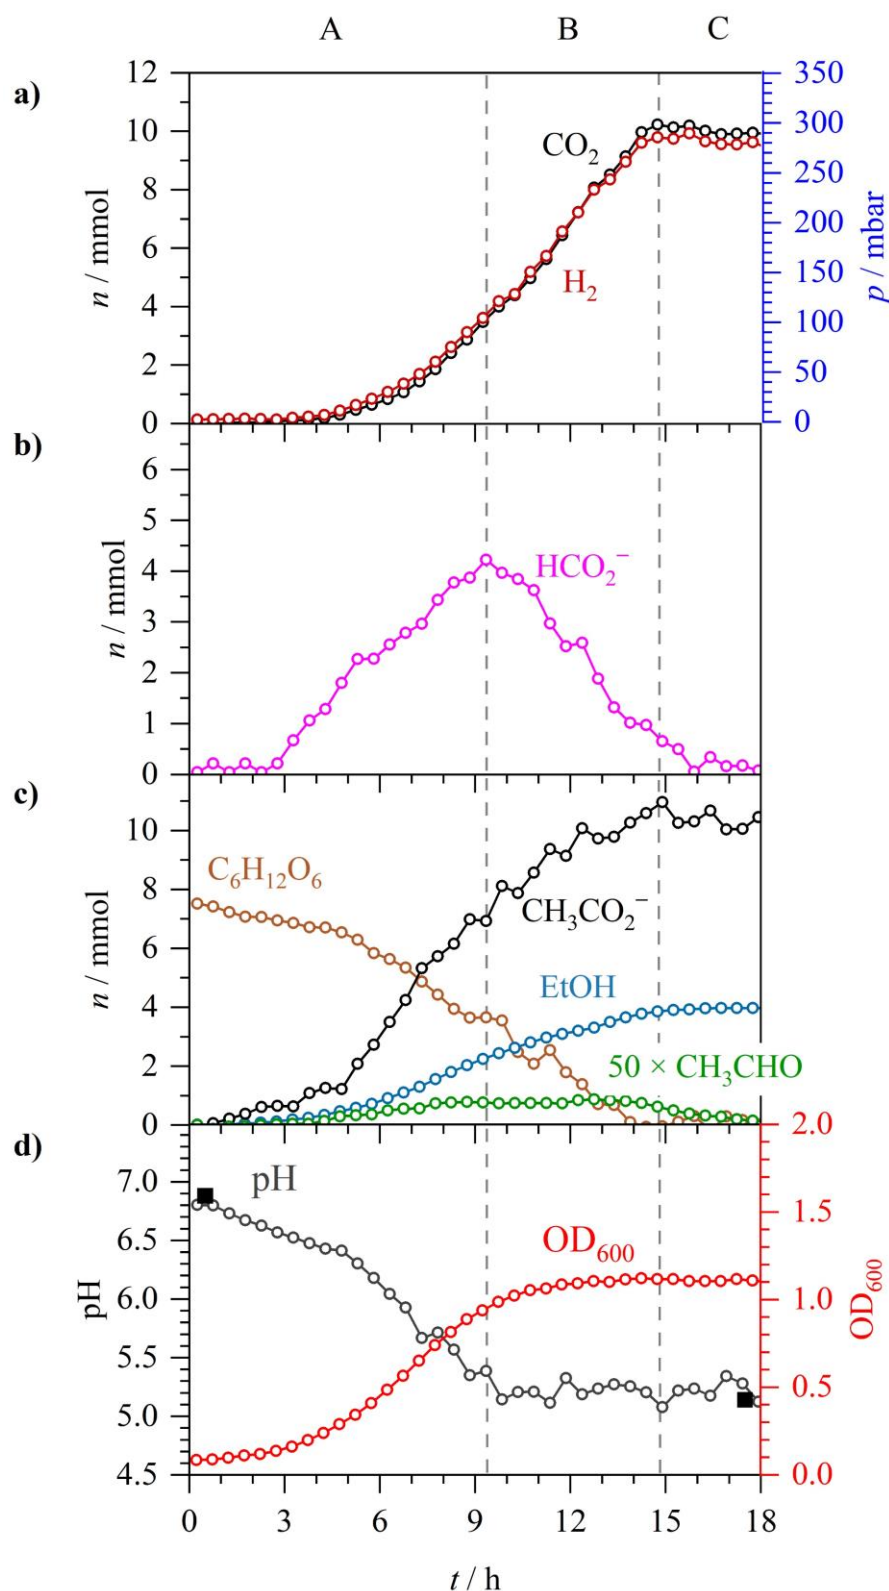 A B C
a)
12
10
8
6
4
2
0
n / mmol
CO₂
H₂
350
300
250
200
150
100
50
0
p / mbar
b)
6
5
4
3
2
1
0
n / mmol
HCO₂⁻
c)
10
8
6
4
2
0
n / mmol
C₆H₁₂O₆
CH₃CO₂⁻
EtOH
50 × CH₃CHO
d)
7.0
6.5
6.0
5.5
5.0
4.5
pH
pH
OD₆₀₀
2.0
1.5
1.0
0.5
0.0
OD₆₀₀
0 3 6 9 12 15 18
t / h